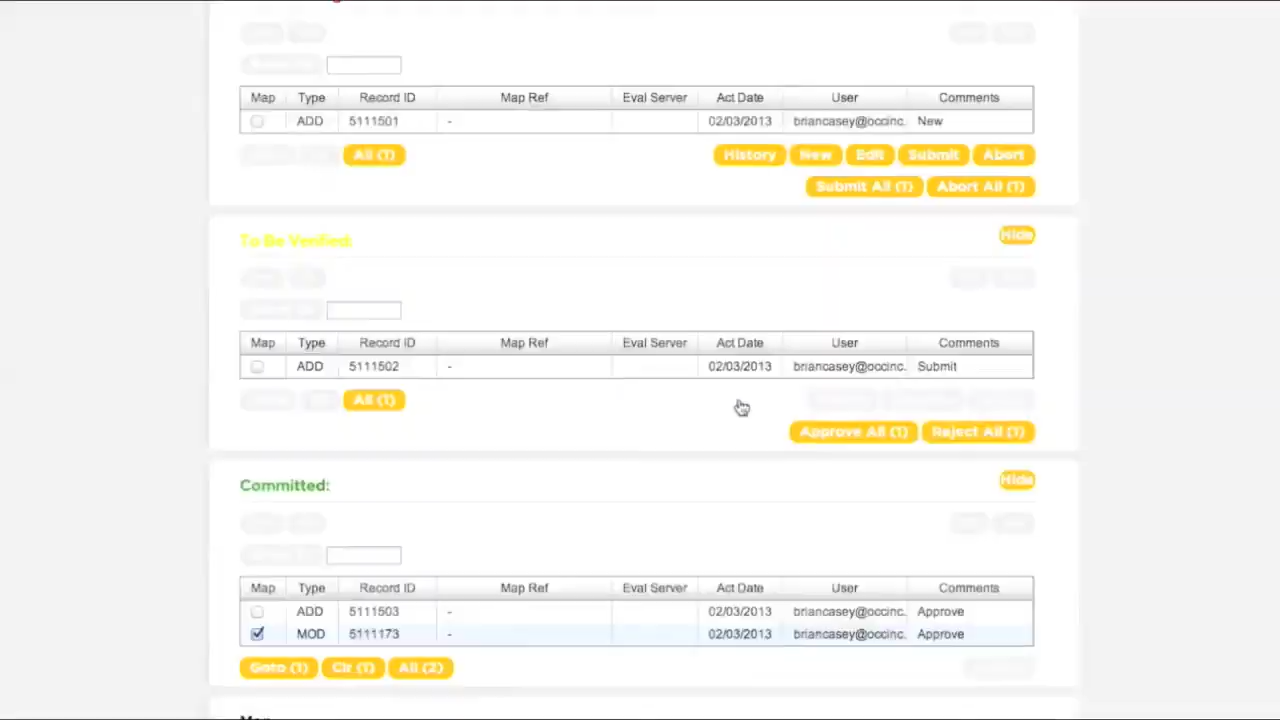 Map Type Record ID Map Ref Eval Server Act Date User Comments
ADD 5111501 - 02/03/2013 briancasey@occinc. New
All (1) History New Edit Submit Abort
Submit All (1) Abort All (1)
To Be Verified: Hide
Map Type Record ID Map Ref Eval Server Act Date User Comments
ADD 5111502 - 02/03/2013 briancasey@occinc. Submit
All (1)
Approve All (1) Reject All (1)
Committed: Hide
Map Type Record ID Map Ref Eval Server Act Date User Comments
ADD 5111503 - 02/03/2013 briancasey@occinc. Approve
MOD 5111173 - 02/03/2013 briancasey@occinc. Approve
Goto (1) Clr (1) All (2)